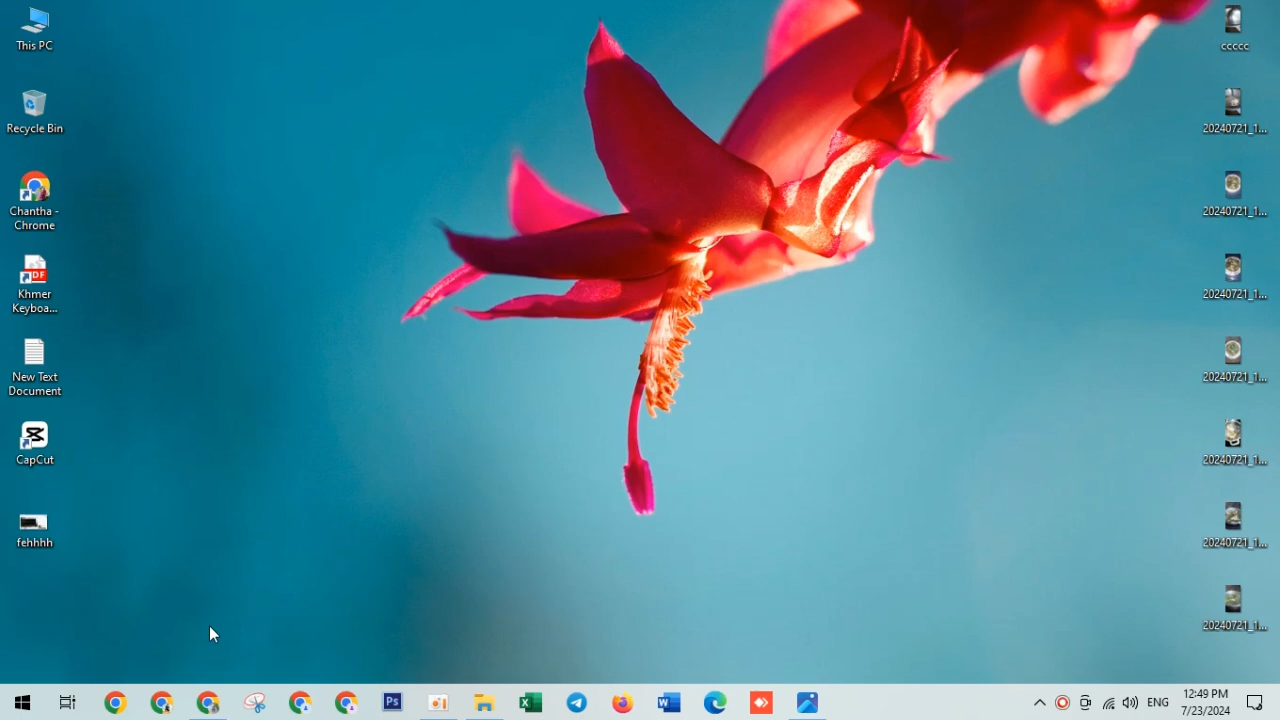 This PC
Recycle Bin
Chantha -
Chrome
Khmer
Keyboa...
New Text
Document
CapCut
fehhhh
ccccc
20240721_1...
20240721_1...
20240721_1...
20240721_1...
20240721_1...
20240721_1...
20240721_1...
Ps
ENG
12:49 PM
7/23/2024